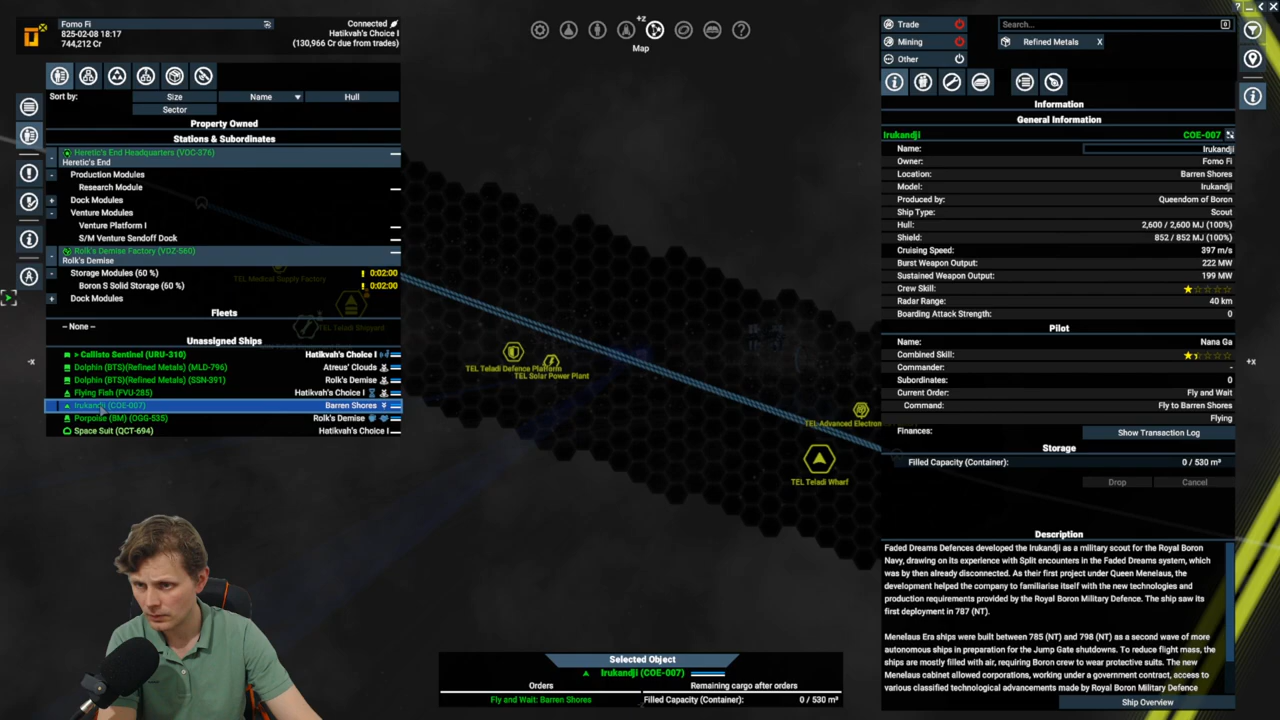 Fomo Fi
825-02-08 18:17
744,212 Cr
Connected
Hatikvah's Choice I
(130,966 Cr due from trades)
+z
Map
Sort by:
Size
Name
Hull
Sector
Property Owned
Stations & Subordinates
Heretic's End Headquarters (VOC-376)
Heretic's End
Production Modules
Research Module
Dock Modules
Venture Modules
Venture Platform I
S/M Venture Sendoff Dock
Rolk's Demise Factory (VDZ-560)
Rolk's Demise
Storage Modules (60 %)
! 0:02:00
Boron S Solid Storage (60 %)
! 0:02:00
Dock Modules
Fleets
-- None --
Unassigned Ships
> Callisto Sentinel (URU-310)
Hatikvah's Choice I
Dolphin (BTS)(Refined Metals) (MLD-796)
Atreus' Clouds
Dolphin (BTS)(Refined Metals) (SSN-391)
Rolk's Demise
Flying Fish (FVU-285)
Hatikvah's Choice I
Irukandji (COE-007)
Barren Shores
Porpoise (BM) (OGG-535)
Rolk's Demise
Space Suit (QCT-694)
Hatikvah's Choice I
-x
+x
TEL Medical Supply Factory
TEL Teladi Shipyard
TEL Teladi Defence Platform
TEL Solar Power Plant
TEL Advanced Electron
TEL Teladi Wharf
Selected Object
Irukandji (COE-007)
Orders
Remaining cargo after orders
Fly and Wait: Barren Shores
Filled Capacity (Container):
0 / 530 m³
Trade
Mining
Other
Search...
0
Refined Metals
X
Information
General Information
Irukandji
COE-007
Name:
Irukandji
Owner:
Fomo Fi
Location:
Barren Shores
Model:
Irukandji
Produced by:
Queendom of Boron
Ship Type:
Scout
Hull:
2,600 / 2,600 MJ (100%)
Shield:
852 / 852 MJ (100%)
Cruising Speed:
397 m/s
Burst Weapon Output:
222 MW
Sustained Weapon Output:
199 MW
Crew Skill:
Radar Range:
40 km
Boarding Attack Strength:
0
Pilot
Name:
Nana Ga
Combined Skill:
Commander:
-
Subordinates:
0
Current Order:
Fly and Wait
Command:
Fly to Barren Shores
Flying
Finances:
Show Transaction Log
Storage
Filled Capacity (Container):
0 / 530 m³
Drop
Cancel
Description
Faded Dreams Defences developed the Irukandji as a military scout for the Royal Boron
Navy, drawing on its experience with Split encounters in the Faded Dreams system, which
was by then already disconnected. As their first project under Queen Menelaus, the
development helped the company to familiarise itself with the new technologies and
production requirements provided by the Royal Boron Military Defence. The ship saw its
first deployment in 787 (NT).
Menelaus Era ships were built between 785 (NT) and 798 (NT) as a second wave of more
autonomous ships in preparation for the Jump Gate shutdowns. To reduce flight mass, the
ships are mostly filled with air, requiring Boron crew to wear protective suits. The new
Menelaus cabinet allowed corporations, working under a government contract, access to
various classified technological advancements made by Royal Boron Military Defence
Ship Overview